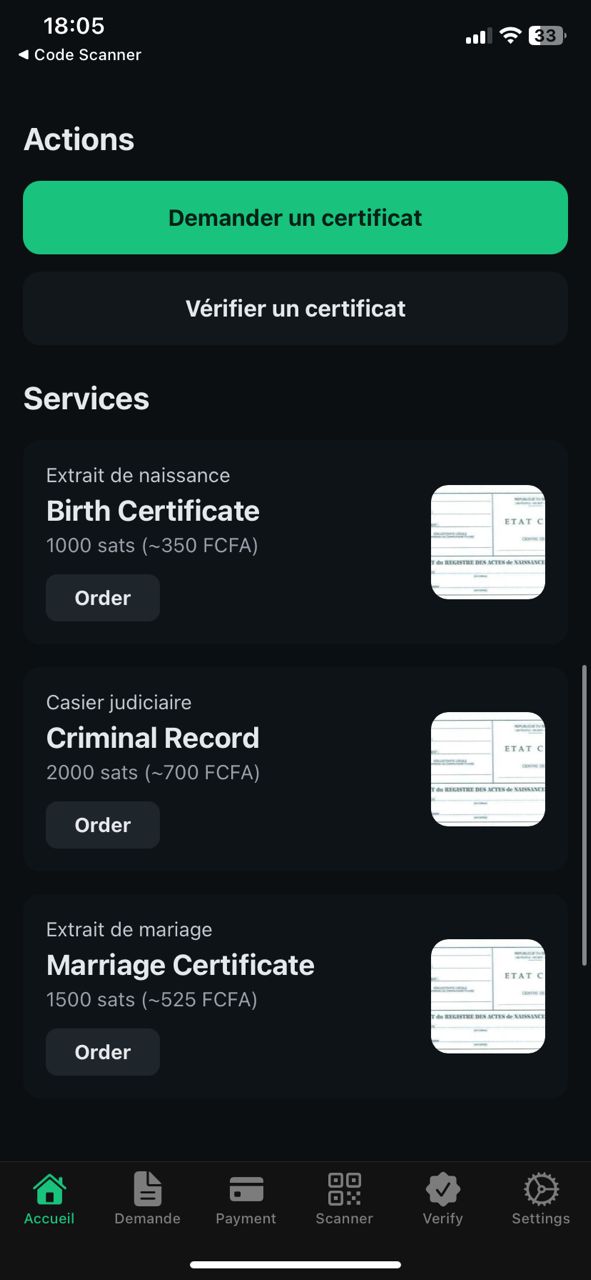 18:05
33
◀ Code Scanner
Actions
Demander un certificat
Vérifier un certificat
Services
Extrait de naissance
Birth Certificate
1000 sats (~350 FCFA)
Order
ETAT C
du REGISTRE DES ACTES de NAISSANCE
Casier judiciaire
Criminal Record
2000 sats (~700 FCFA)
Order
ETAT C
du REGISTRE DES ACTES de NAISSANCE
Extrait de mariage
Marriage Certificate
1500 sats (~525 FCFA)
Order
ETAT C
du REGISTRE DES ACTES de NAISSANCE
Accueil
Demande
Payment
Scanner
Verify
Settings